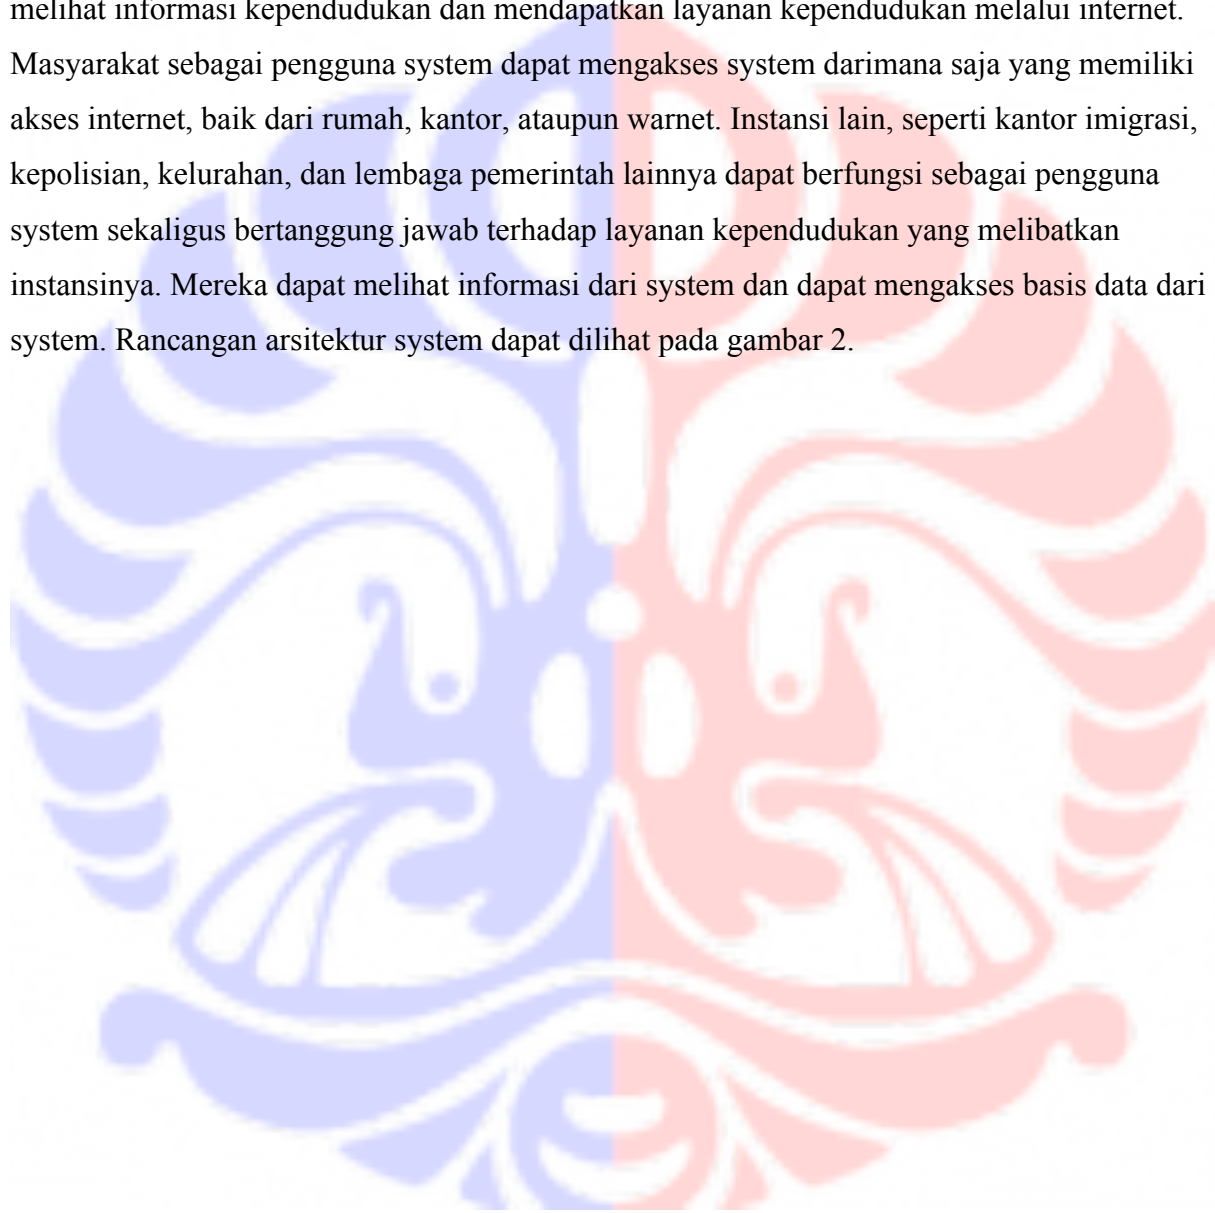 melihat informasi kependudukan dan mendapatkan layanan kependudukan melalui internet.
Masyarakat sebagai pengguna system dapat mengakses system darimana saja yang memiliki
akses internet, baik dari rumah, kantor, ataupun warnet. Instansi lain, seperti kantor imigrasi,
kepolisian, kelurahan, dan lembaga pemerintah lainnya dapat berfungsi sebagai pengguna
system sekaligus bertanggung jawab terhadap layanan kependudukan yang melibatkan
instansinya. Mereka dapat melihat informasi dari system dan dapat mengakses basis data dari
system. Rancangan arsitektur system dapat dilihat pada gambar 2.